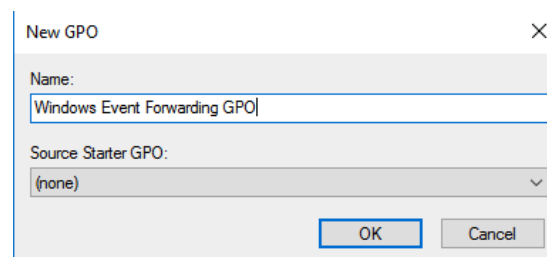 New GPO
Name:
Windows Event Forwarding GPO
Source Starter GPO:
(none)
OK Cancel